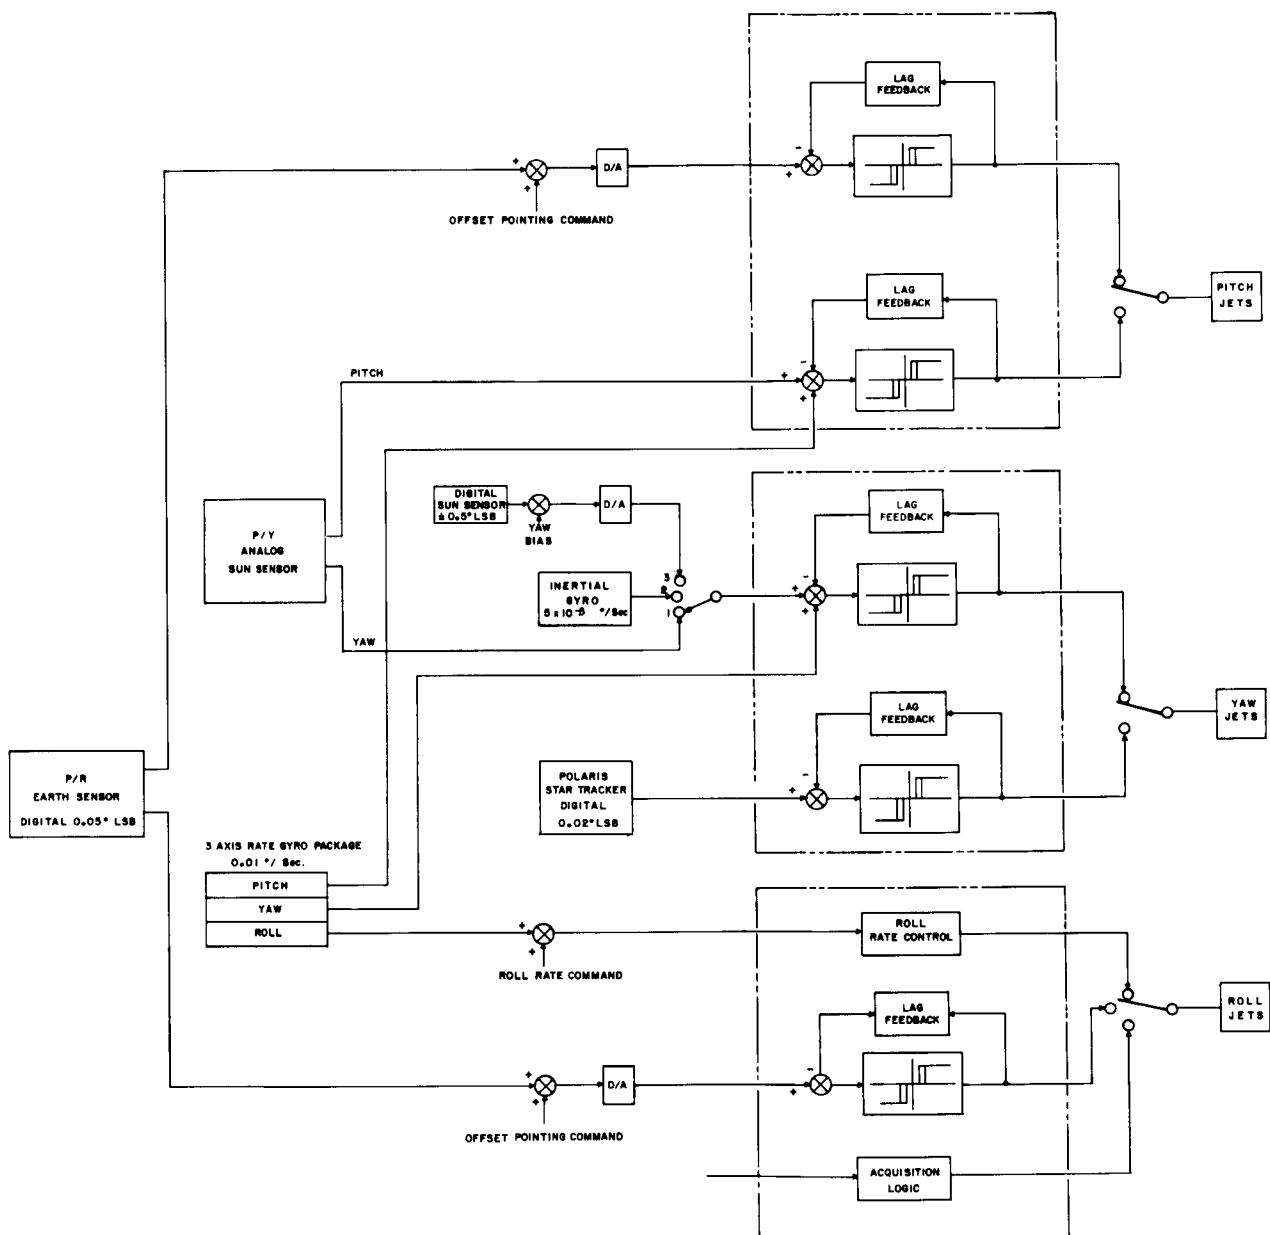 LAG
FEEDBACK
-
+
D/A
+
-
+
OFFSET POINTING COMMAND
LAG
FEEDBACK
PITCH
JETS
-
PITCH
+
+
DIGITAL
SUN SENSOR
± 0.5° LSB
D/A
YAW
BIAS
LAG
FEEDBACK
P/Y
ANALOG
SUN SENSOR
INERTIAL
GYRO
5 x 10⁻⁵ °/Sec
3
2
1
-
+
+
YAW
LAG
FEEDBACK
YAW
JETS
P/R
EARTH SENSOR
DIGITAL 0.05° LSB
POLARIS
STAR TRACKER
DIGITAL
0.02° LSB
-
+
3 AXIS RATE GYRO PACKAGE
0.01 °/ Sec.
PITCH
YAW
ROLL
+
+
ROLL RATE COMMAND
ROLL
RATE CONTROL
LAG
FEEDBACK
ROLL
JETS
+
+
D/A
-
+
OFFSET POINTING COMMAND
ACQUISITION
LOGIC